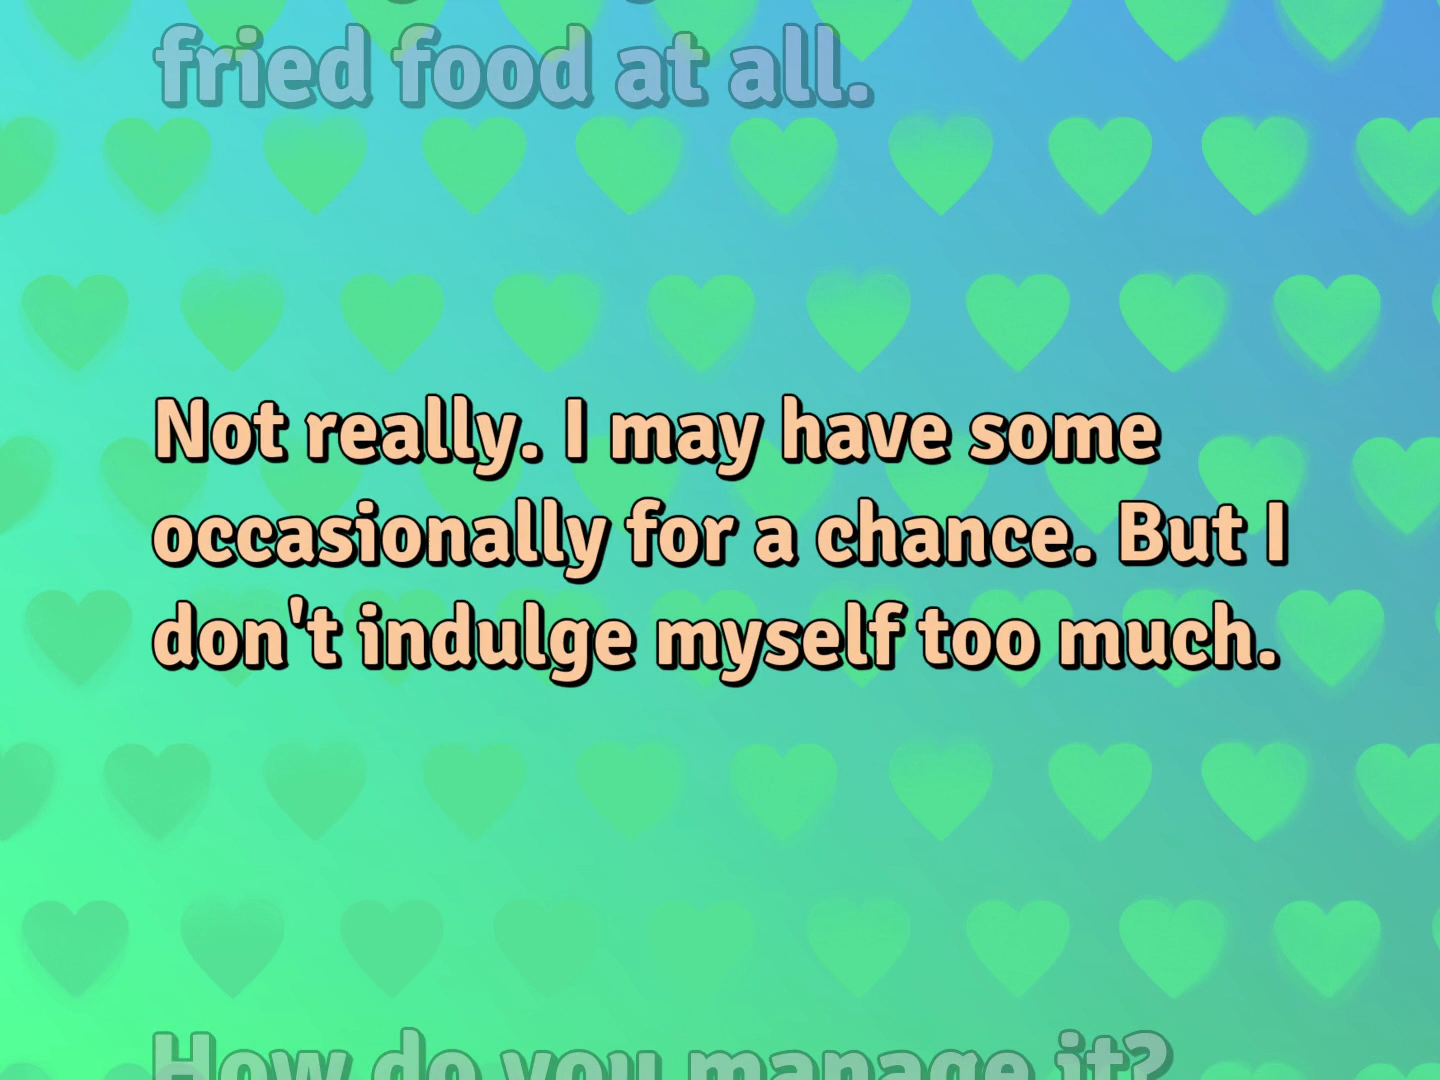 fried food at all.
Not really. I may have some
occasionally for a chance. But I
don't indulge myself too much.
How do you manage it?